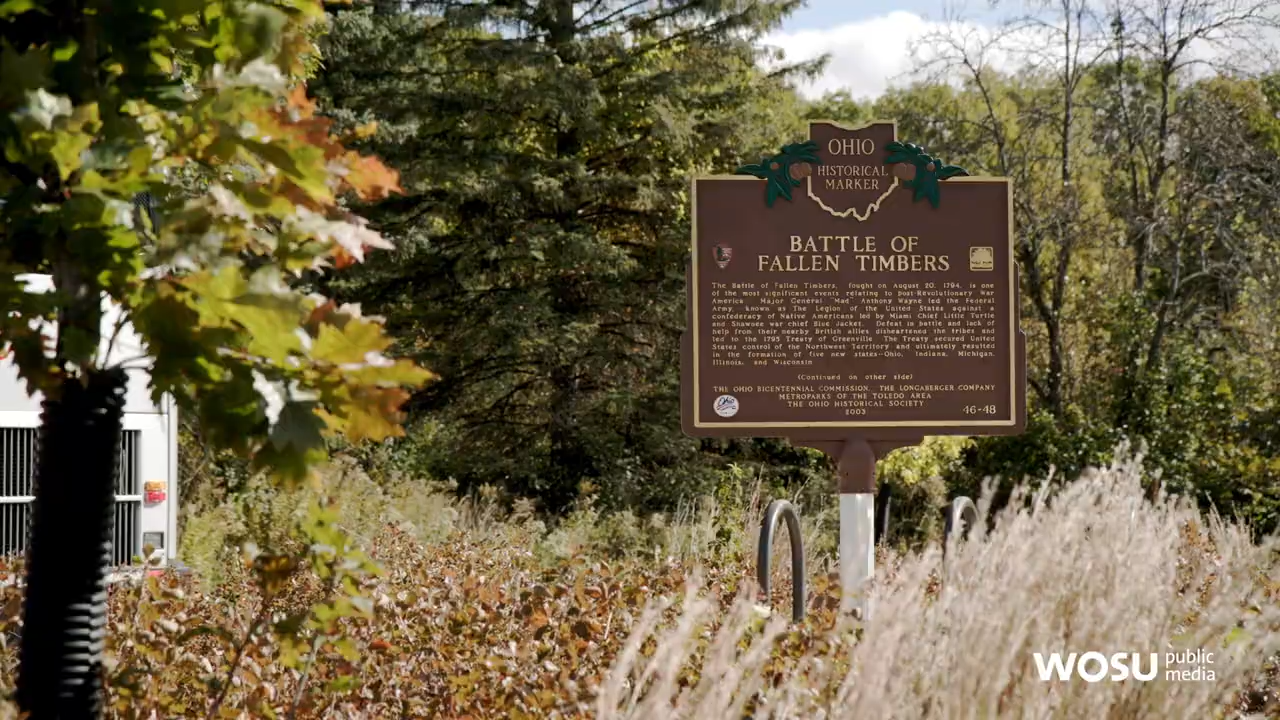 OHIO
HISTORICAL
MARKER
BATTLE OF
FALLEN TIMBERS
The Battle of Fallen Timbers, fought on August 20, 1794, is one
of the most significant events relating to post-Revolutionary War
America. Major General "Mad" Anthony Wayne led the Federal
Army, known as The Legion of the United States against a
confederacy of Native Americans led by Miami Chief Little Turtle
and Shawnee war chief Blue Jacket. Defeat in battle and lack of
help from their nearby British allies disheartened the tribes and
led to the 1795 Treaty of Greenville. The Treaty secured United
States control of the Northwest Territory and ultimately resulted
in the formation of five new states--Ohio, Indiana, Michigan,
Illinois, and Wisconsin.
(Continued on other side)
THE OHIO BICENTENNIAL COMMISSION, THE LONGABERGER COMPANY
METROPARKS OF THE TOLEDO AREA
THE OHIO HISTORICAL SOCIETY
2003
46-48
Ohio
WOSU public
media